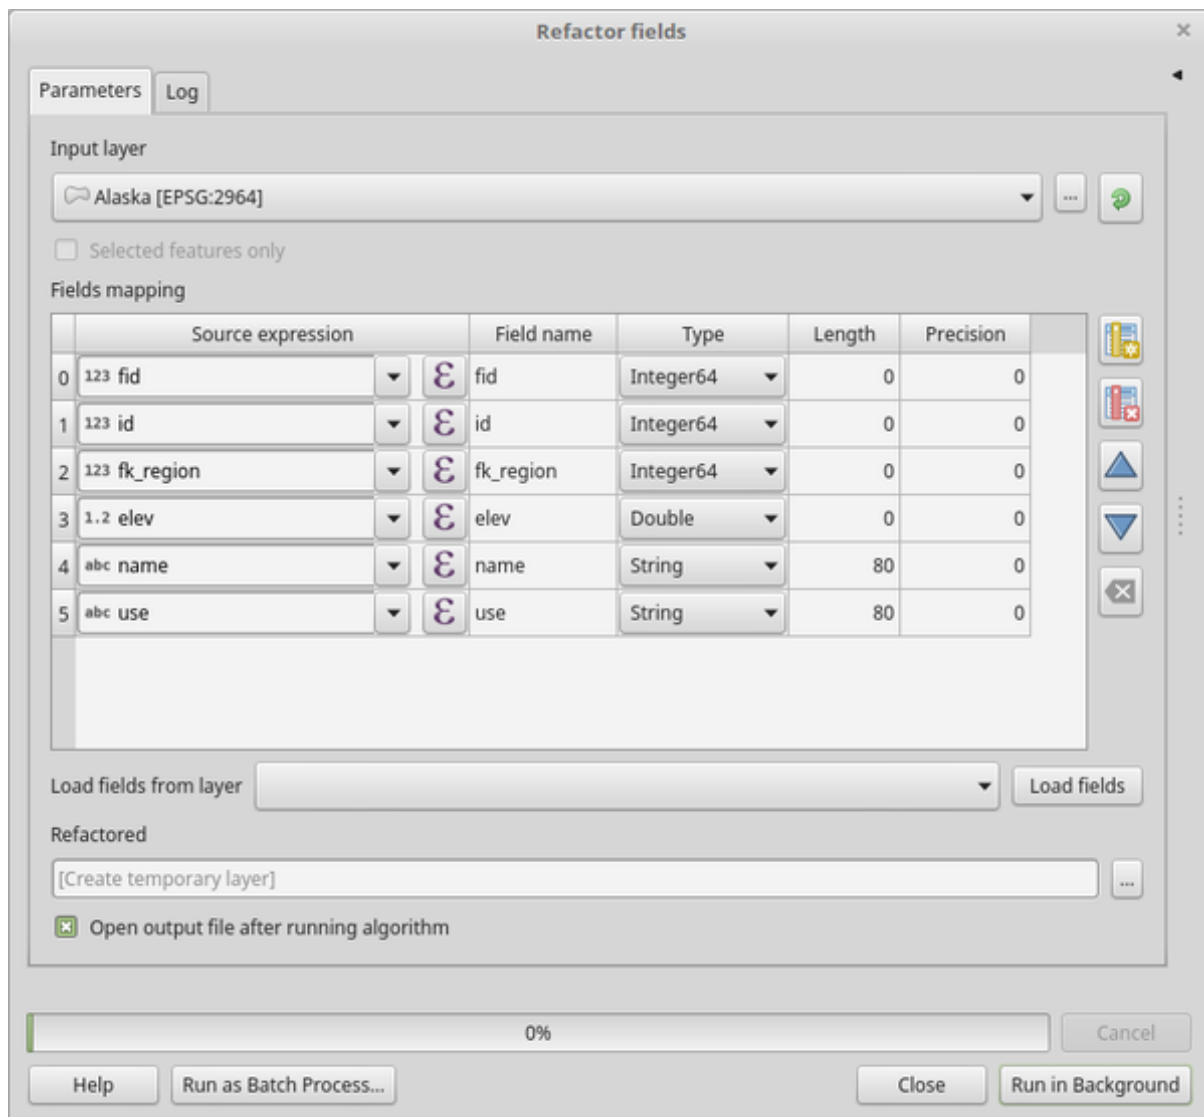 Refactor fields
Parameters Log
Input layer
Alaska [EPSG:2964] ...
Selected features only
Fields mapping
Source expression Field name Type Length Precision
0 123 fid ε fid Integer64 0 0
1 123 id ε id Integer64 0 0
2 123 fk_region ε fk_region Integer64 0 0
3 1.2 elev ε elev Double 0 0
4 abc name ε name String 80 0
5 abc use ε use String 80 0
Load fields from layer Load fields
Refactored
[Create temporary layer] ...
Open output file after running algorithm
0% Cancel
Help Run as Batch Process... Close Run in Background